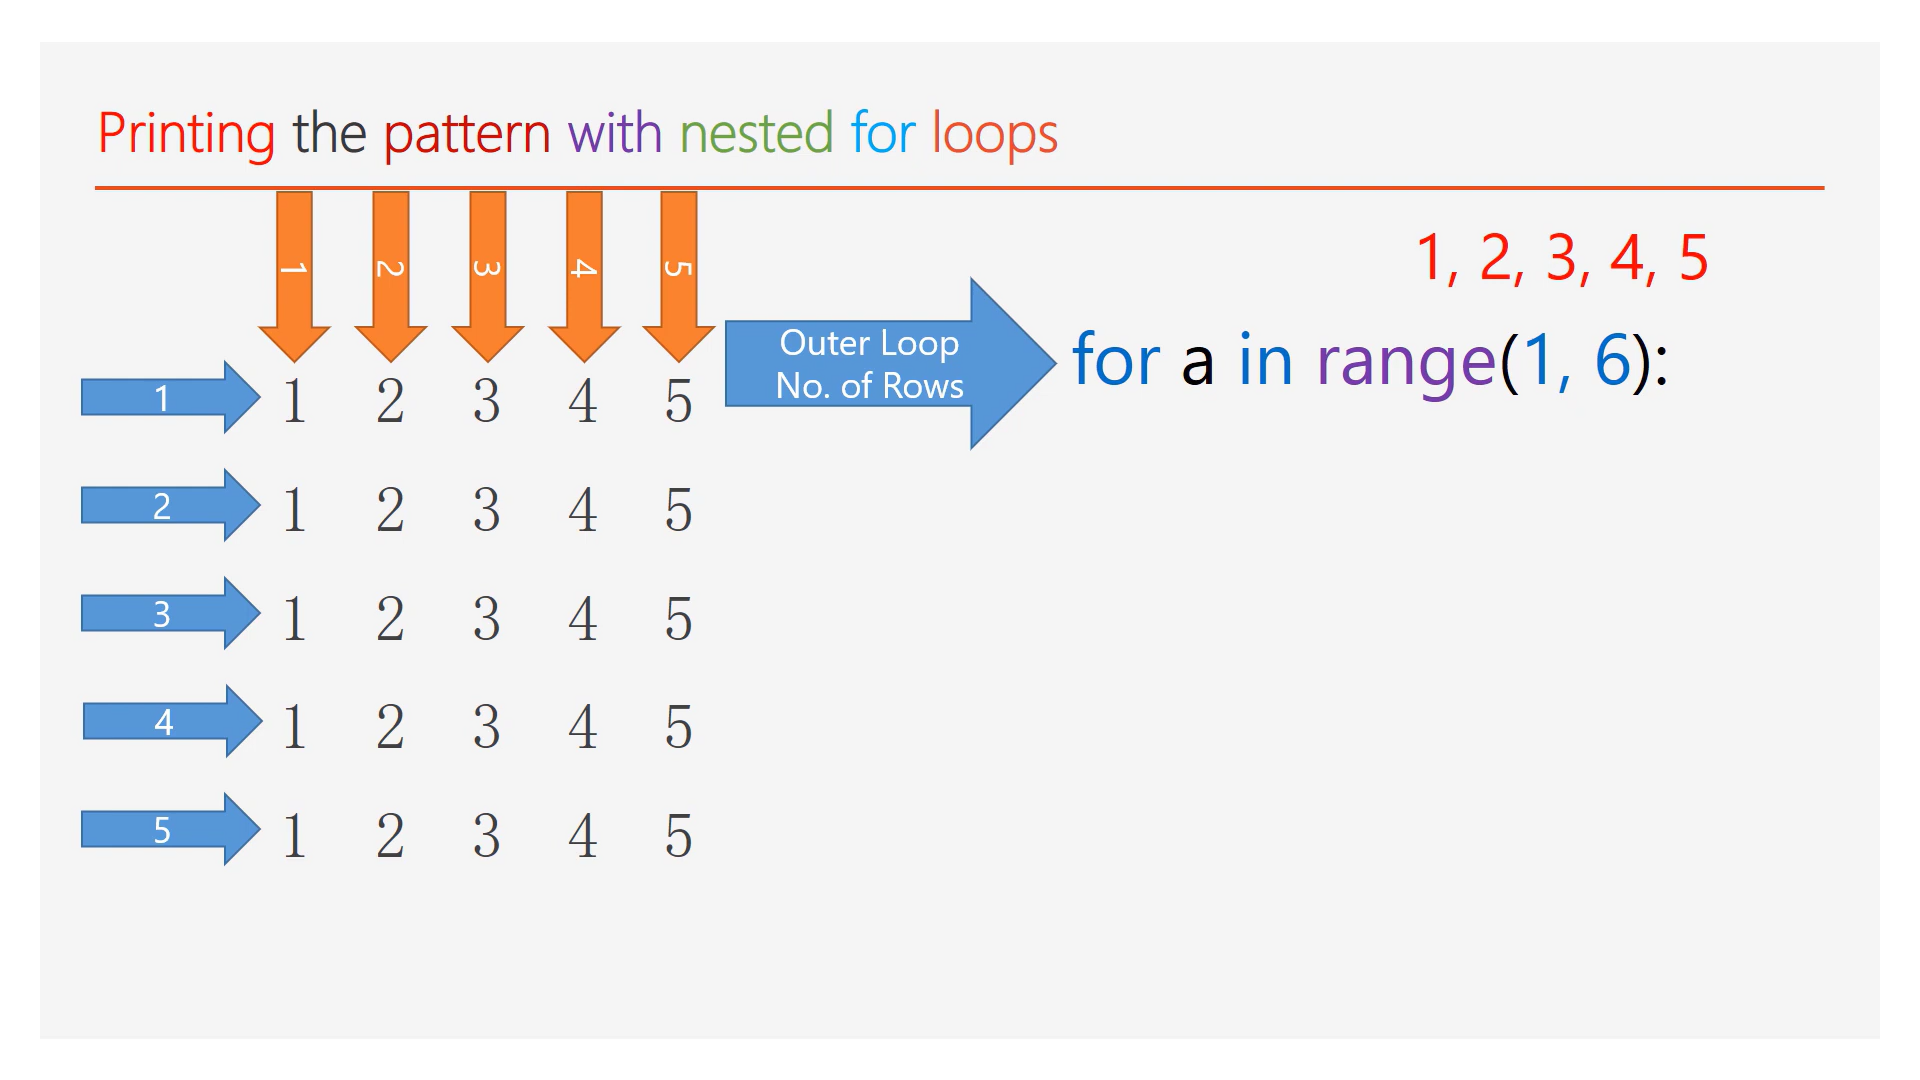 Printing the pattern with nested for loops
1 2 3 4 5
1, 2, 3, 4, 5
Outer Loop
No. of Rows
for a in range(1, 6):
1 1 2 3 4 5
2 1 2 3 4 5
3 1 2 3 4 5
4 1 2 3 4 5
5 1 2 3 4 5